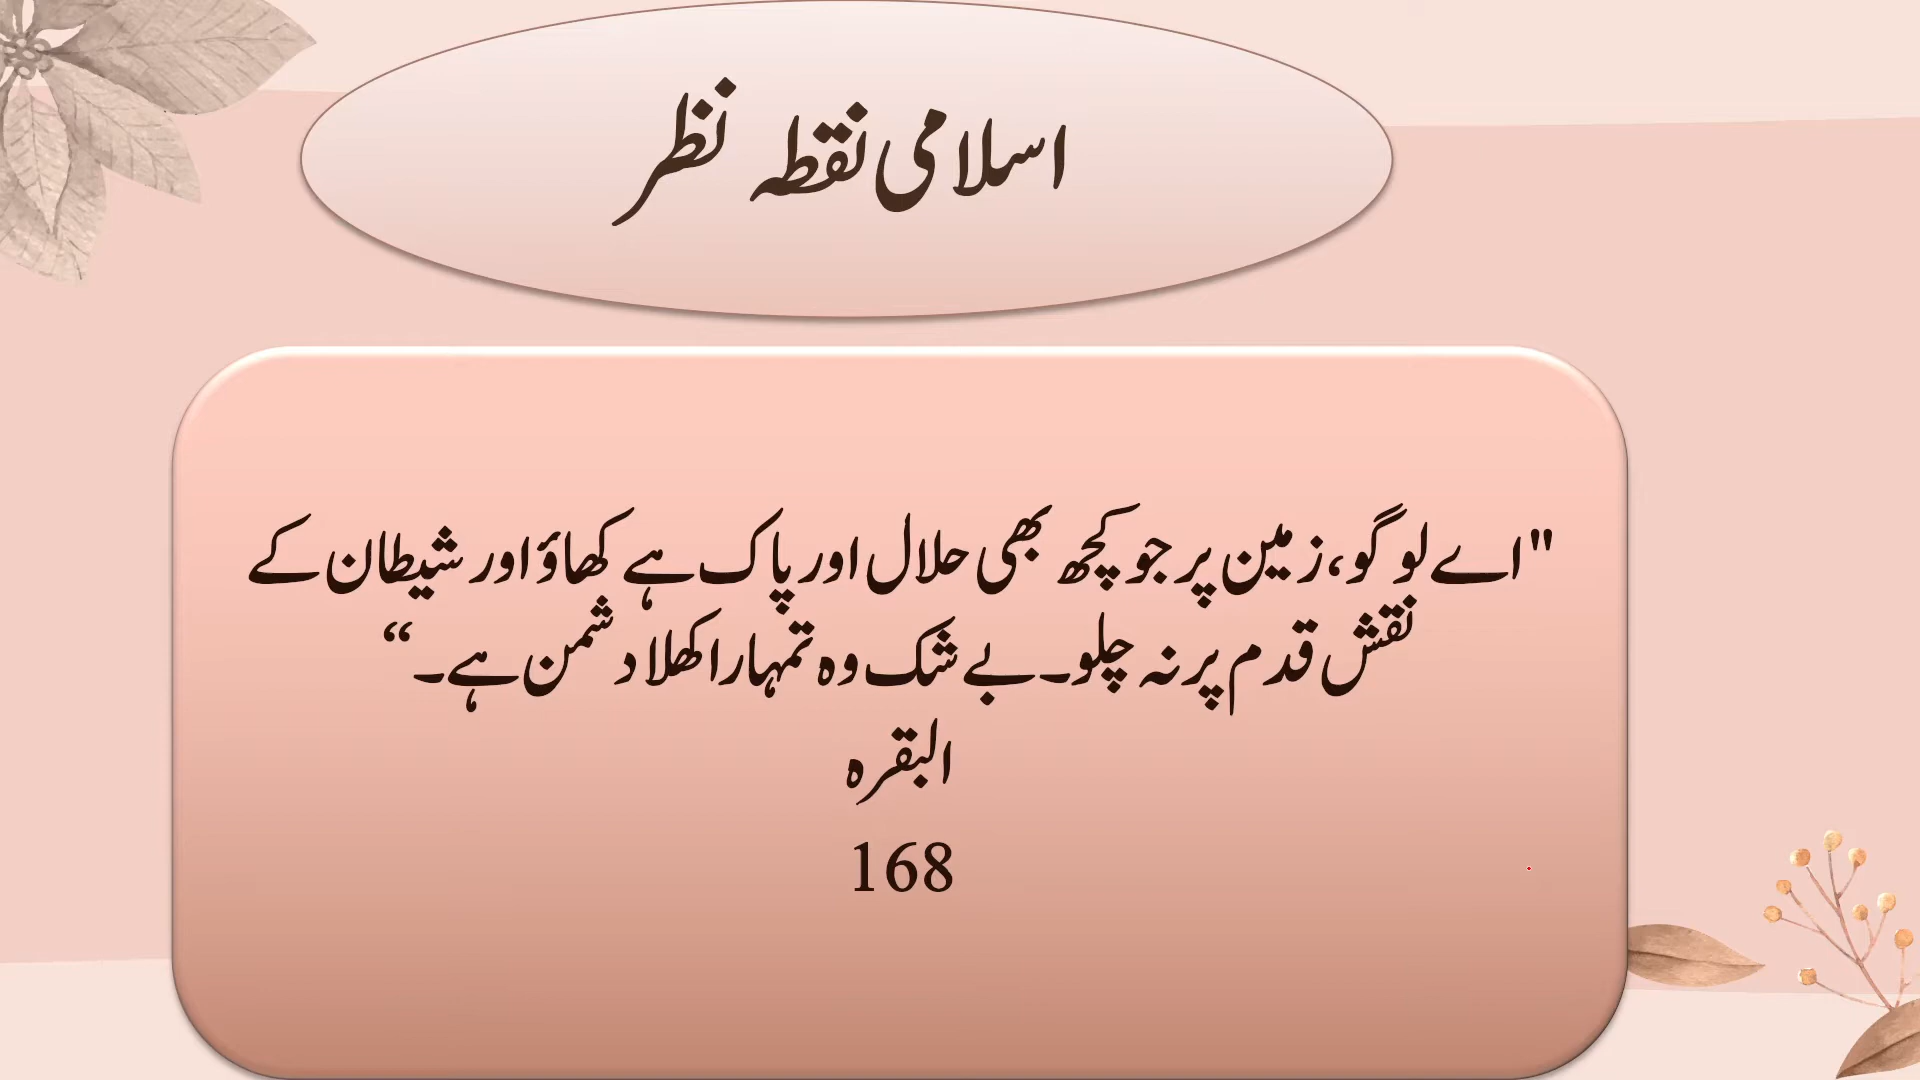 اسلامی نقطہ نظر
"اے لوگو، زمین پر جو کچھ بھی حلال اور پاک ہے کھاؤ اور شیطان کے
نقش قدم پر نہ چلو۔ بے شک وہ تمہارا کھلا دشمن ہے۔“
البقرہ
168